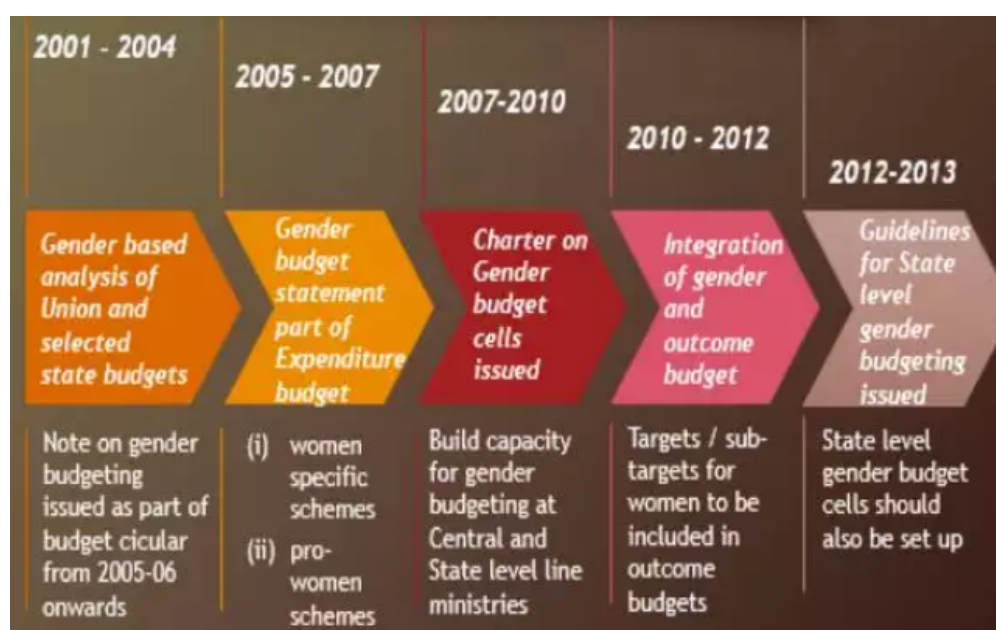 2001 - 2004
2005 - 2007
2007-2010
2010 - 2012
2012-2013
Gender based
analysis of
Union and
selected
state budgets
Gender
budget
statement
part of
Expenditure
budget
Charter on
Gender
budget
cells
issued
Integration
of gender
and
outcome
budget
Guidelines
for State
level
gender
budgeting
issued
Note on gender
budgeting
issued as part of
budget cicular
from 2005-06
onwards
(i) women
specific
schemes
(ii) pro-
women
schemes
Build capacity
for gender
budgeting at
Central and
State level line
ministries
Targets / sub-
targets for
women to be
included in
outcome
budgets
State level
gender budget
cells should
also be set up